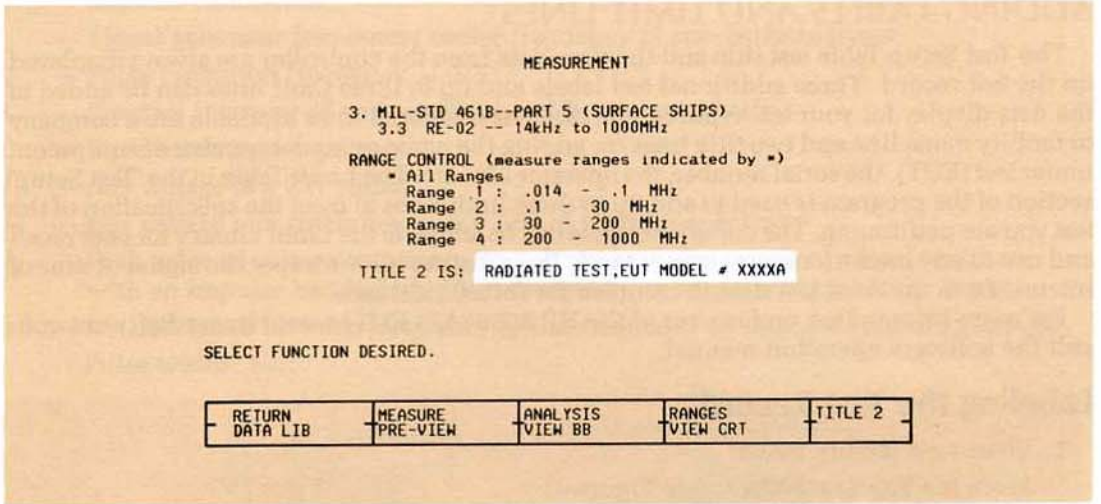 MEASUREMENT
3. MIL-STD 461B--PART 5 (SURFACE SHIPS)
3.3 RE-02 -- 14kHz to 1000MHz
RANGE CONTROL (measure ranges indicated by *)
* All Ranges
Range 1 : .014 - .1 MHz
Range 2 : .1 - 30 MHz
Range 3 : 30 - 200 MHz
Range 4 : 200 - 1000 MHz
TITLE 2 IS: RADIATED TEST,EUT MODEL # XXXXA
SELECT FUNCTION DESIRED.
RETURN MEASURE ANALYSIS RANGES TITLE 2
DATA LIB PRE-VIEW VIEW BB VIEW CRT